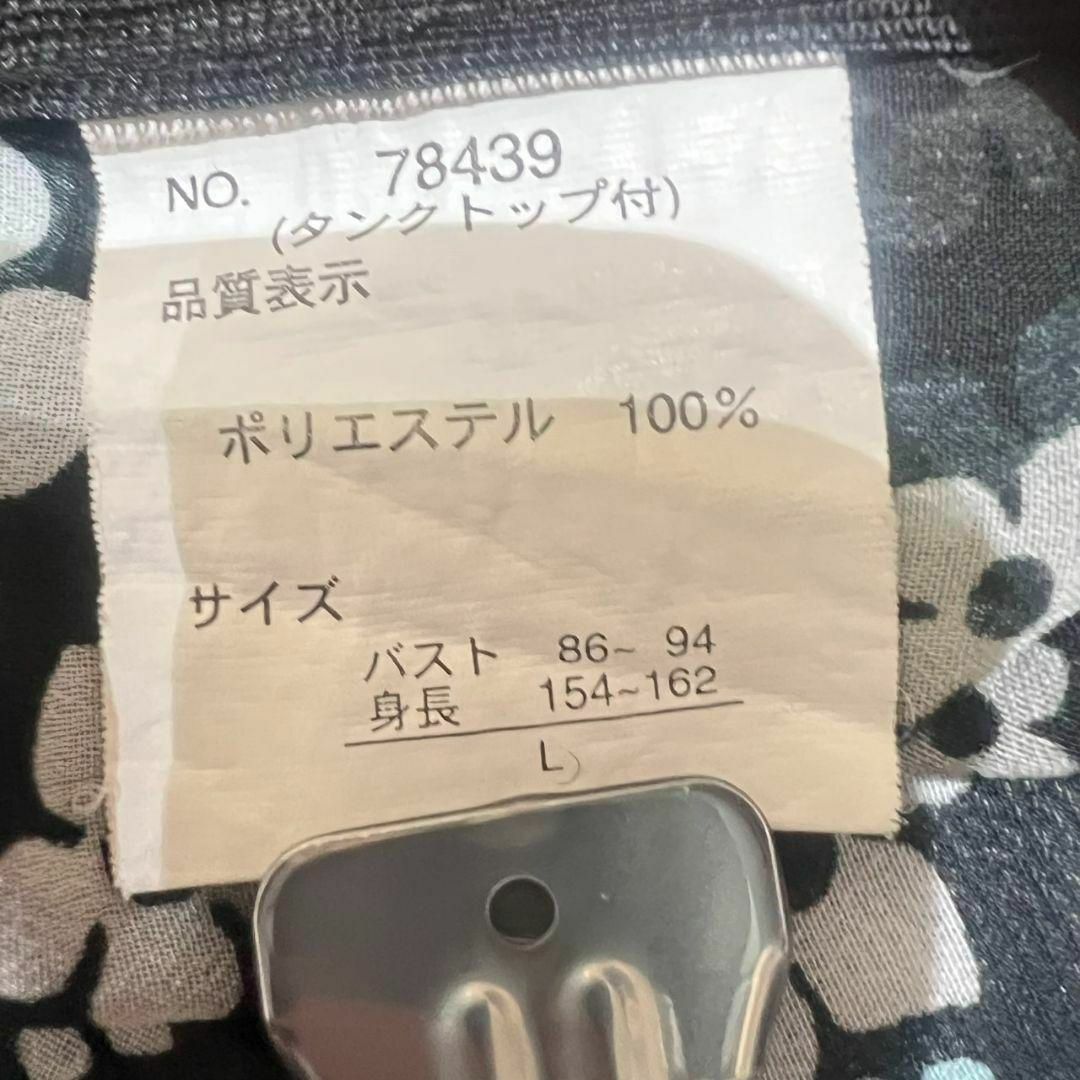 NO. 78439
(タンクトップ付)
品質表示
ポリエステル 100%
サイズ
バスト 86~ 94
身長 154~162
L